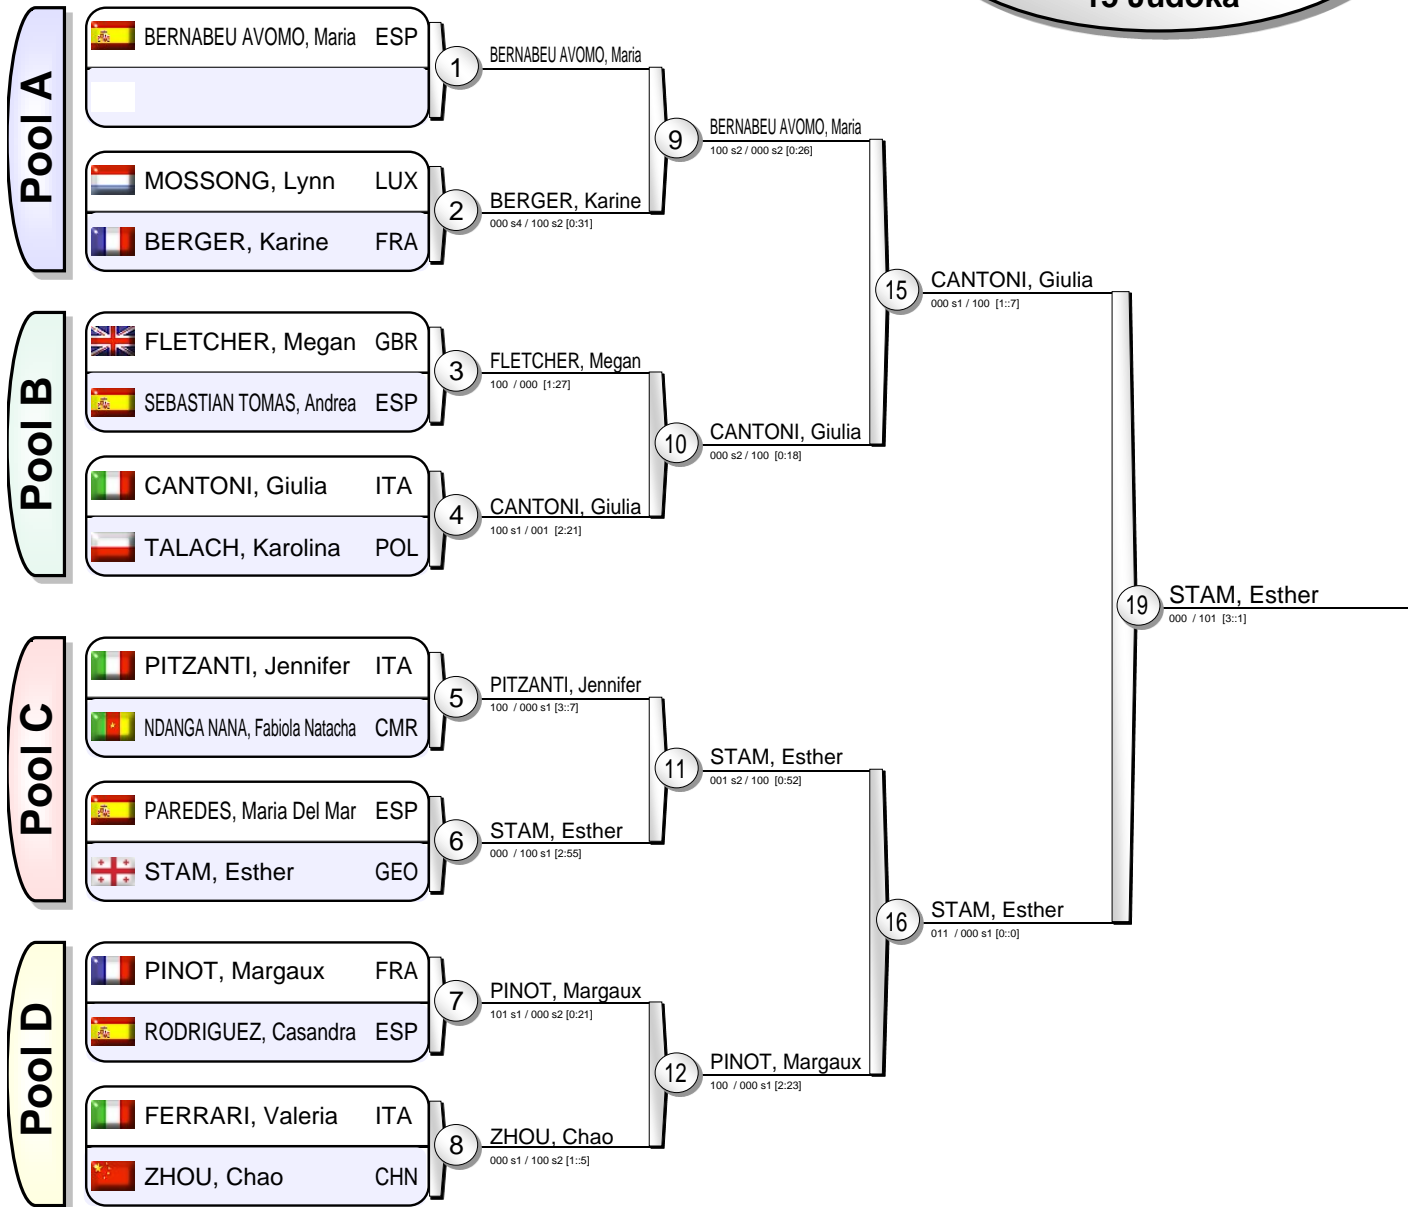 15 Judoka
Pool A
BERNABEU AVOMO, Maria ESP
MOSSONG, Lynn LUX
BERGER, Karine FRA
Pool B
FLETCHER, Megan GBR
SEBASTIAN TOMAS, Andrea ESP
CANTONI, Giulia ITA
TALACH, Karolina POL
Pool C
PITZANTI, Jennifer ITA
NDANGA NANA, Fabiola Natacha CMR
PAREDES, Maria Del Mar ESP
STAM, Esther GEO
Pool D
PINOT, Margaux FRA
RODRIGUEZ, Casandra ESP
FERRARI, Valeria ITA
ZHOU, Chao CHN
1
BERNABEU AVOMO, Maria
2
BERGER, Karine
000 s4 / 100 s2 [0:31]
3
FLETCHER, Megan
100 / 000 [1:27]
4
CANTONI, Giulia
100 s1 / 001 [2:21]
5
PITZANTI, Jennifer
100 / 000 s1 [3::7]
6
STAM, Esther
000 / 100 s1 [2:55]
7
PINOT, Margaux
101 s1 / 000 s2 [0:21]
8
ZHOU, Chao
000 s1 / 100 s2 [1::5]
9
BERNABEU AVOMO, Maria
100 s2 / 000 s2 [0:26]
10
CANTONI, Giulia
000 s2 / 100 [0:18]
11
STAM, Esther
001 s2 / 100 [0:52]
12
PINOT, Margaux
100 / 000 s1 [2:23]
15
CANTONI, Giulia
000 s1 / 100 [1::7]
16
STAM, Esther
011 / 000 s1 [0::0]
19
STAM, Esther
000 / 101 [3::1]